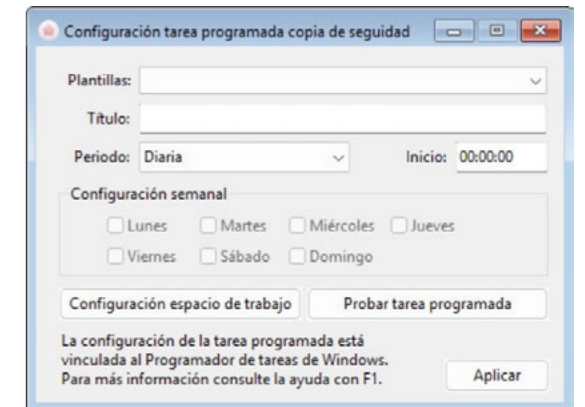 Configuración tarea programada copia de seguidad
Plantillas:
Título:
Periodo: Diaria Inicio: 00:00:00
Configuración semanal
Lunes Martes Miércoles Jueves
Viernes Sábado Domingo
Configuración espacio de trabajo Probar tarea programada
La configuración de la tarea programada está
vinculada al Programador de tareas de Windows.
Para más información consulte la ayuda con F1.
Aplicar